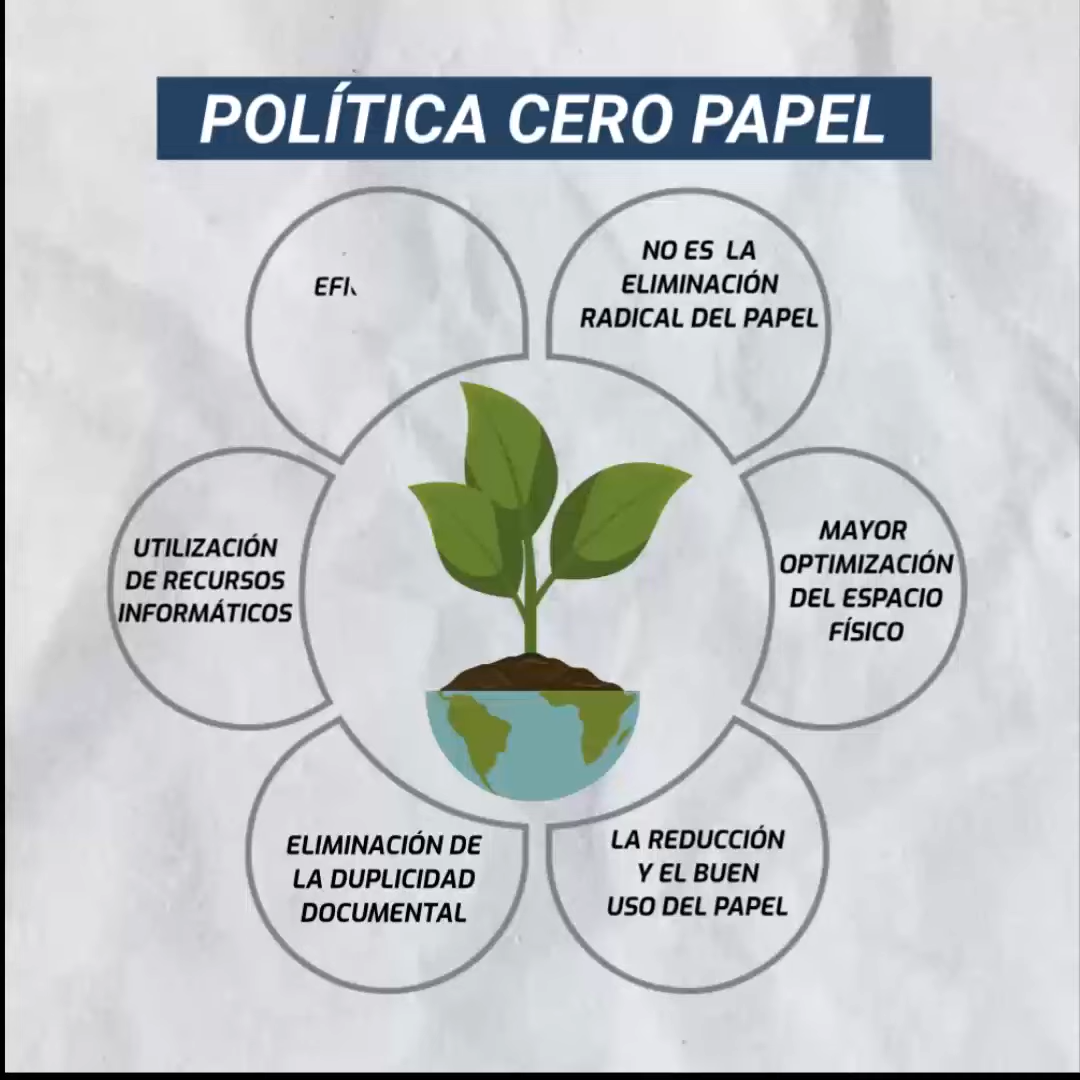 POLÍTICA CERO PAPEL
NO ES LA
ELIMINACIÓN
RADICAL DEL PAPEL
MAYOR
OPTIMIZACIÓN
DEL ESPACIO
FÍSICO
LA REDUCCIÓN
Y EL BUEN
USO DEL PAPEL
ELIMINACIÓN DE
LA DUPLICIDAD
DOCUMENTAL
UTILIZACIÓN
DE RECURSOS
INFORMÁTICOS